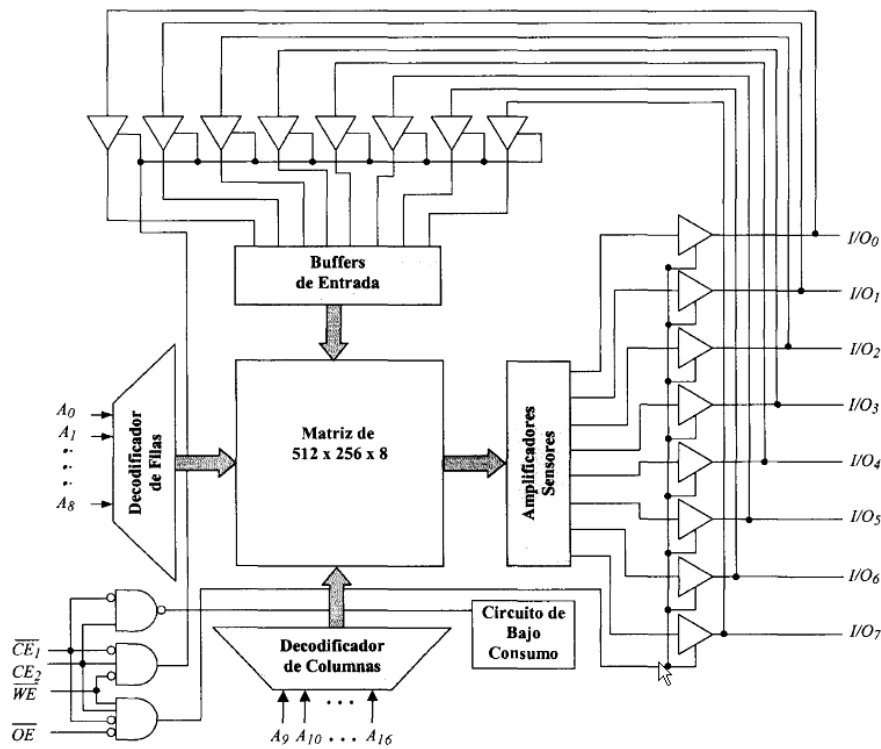 Buffers
de Entrada
I/O0
I/O1
I/O2
I/O3
I/O4
I/O5
I/O6
I/O7
A0
A1
A8
Decodificador
de Filas
Matriz de
512 x 256 x 8
Amplificadores
Sensores
Circuito de
Bajo
Consumo
Decodificador
de Columnas
CE1
CE2
WE
OE
A9 A10 . . . A16